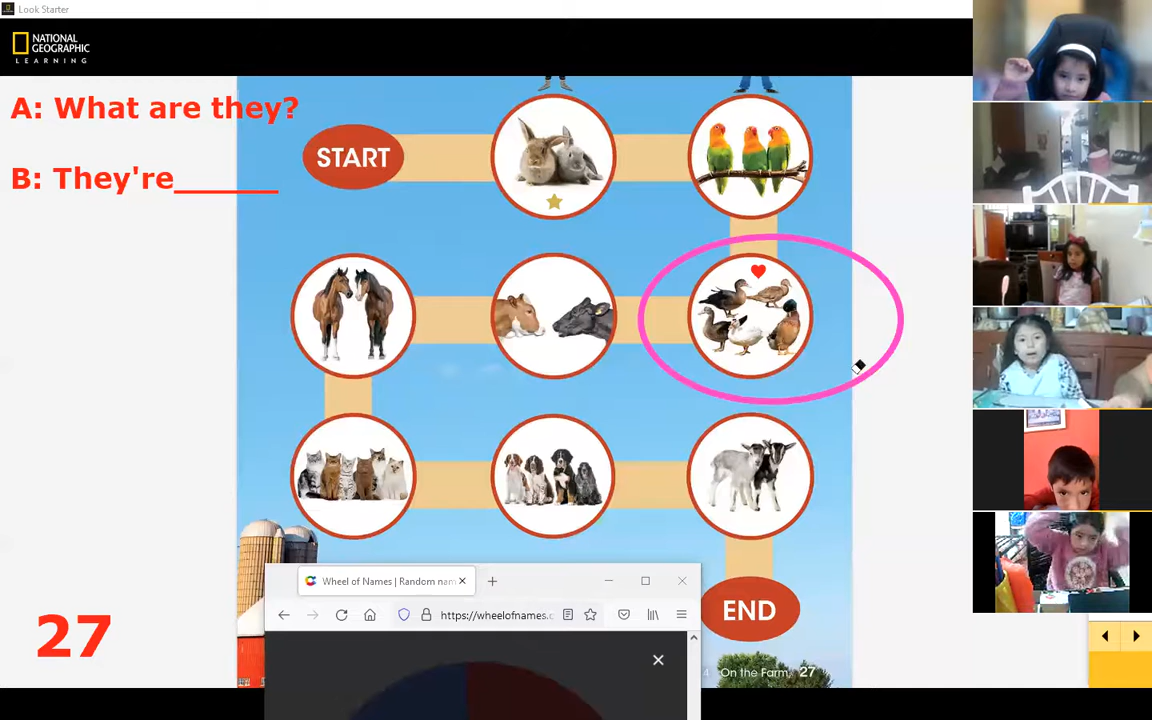 Look Starter
NATIONAL
GEOGRAPHIC
LEARNING
A: What are they?
B: They're______
START
END
27
Wheel of Names | Random nam
https://wheelofnames.c
4 On the Farm 27